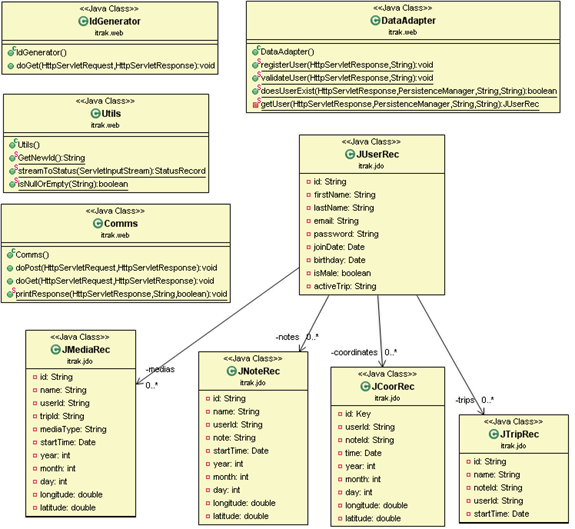 <<Java Class>>
IdGenerator
itrak.web
IdGenerator()
doGet(HttpServletRequest,HttpServletResponse):void
<<Java Class>>
DataAdapter
itrak.web
DataAdapter()
registerUser(HttpServletResponse,String):void
validateUser(HttpServletResponse,String):void
doesUserExist(HttpServletResponse,PersistenceManager,String,String):boolean
getUser(HttpServletResponse,PersistenceManager,String,String):JUserRec
<<Java Class>>
Utils
itrak.web
Utils()
GetNewId():String
streamToStatus(ServletInputStream):StatusRecord
isNullOrEmpty(String):boolean
<<Java Class>>
JUserRec
itrak.jdo
id: String
firstName: String
lastName: String
email: String
password: String
joinDate: Date
birthday: Date
isMale: boolean
activeTrip: String
<<Java Class>>
Comms
itrak.web
Comms()
doPost(HttpServletRequest,HttpServletResponse):void
doGet(HttpServletRequest,HttpServletResponse):void
printResponse(HttpServletResponse,String,boolean):void
-medias
0..*
-notes 0..*
-coordinates 0..*
-trips 0..*
<<Java Class>>
JMediaRec
itrak.jdo
id: String
name: String
userId: String
tripId: String
mediaType: String
startTime: Date
year: int
month: int
day: int
longitude: double
latitude: double
<<Java Class>>
JNoteRec
itrak.jdo
id: String
name: String
userId: String
note: String
startTime: Date
year: int
month: int
day: int
longitude: double
latitude: double
<<Java Class>>
JCoorRec
itrak.jdo
id: Key
userId: String
noteId: String
time: Date
year: int
month: int
day: int
longitude: double
latitude: double
<<Java Class>>
JTripRec
itrak.jdo
id: String
name: String
noteId: String
userId: String
startTime: Date